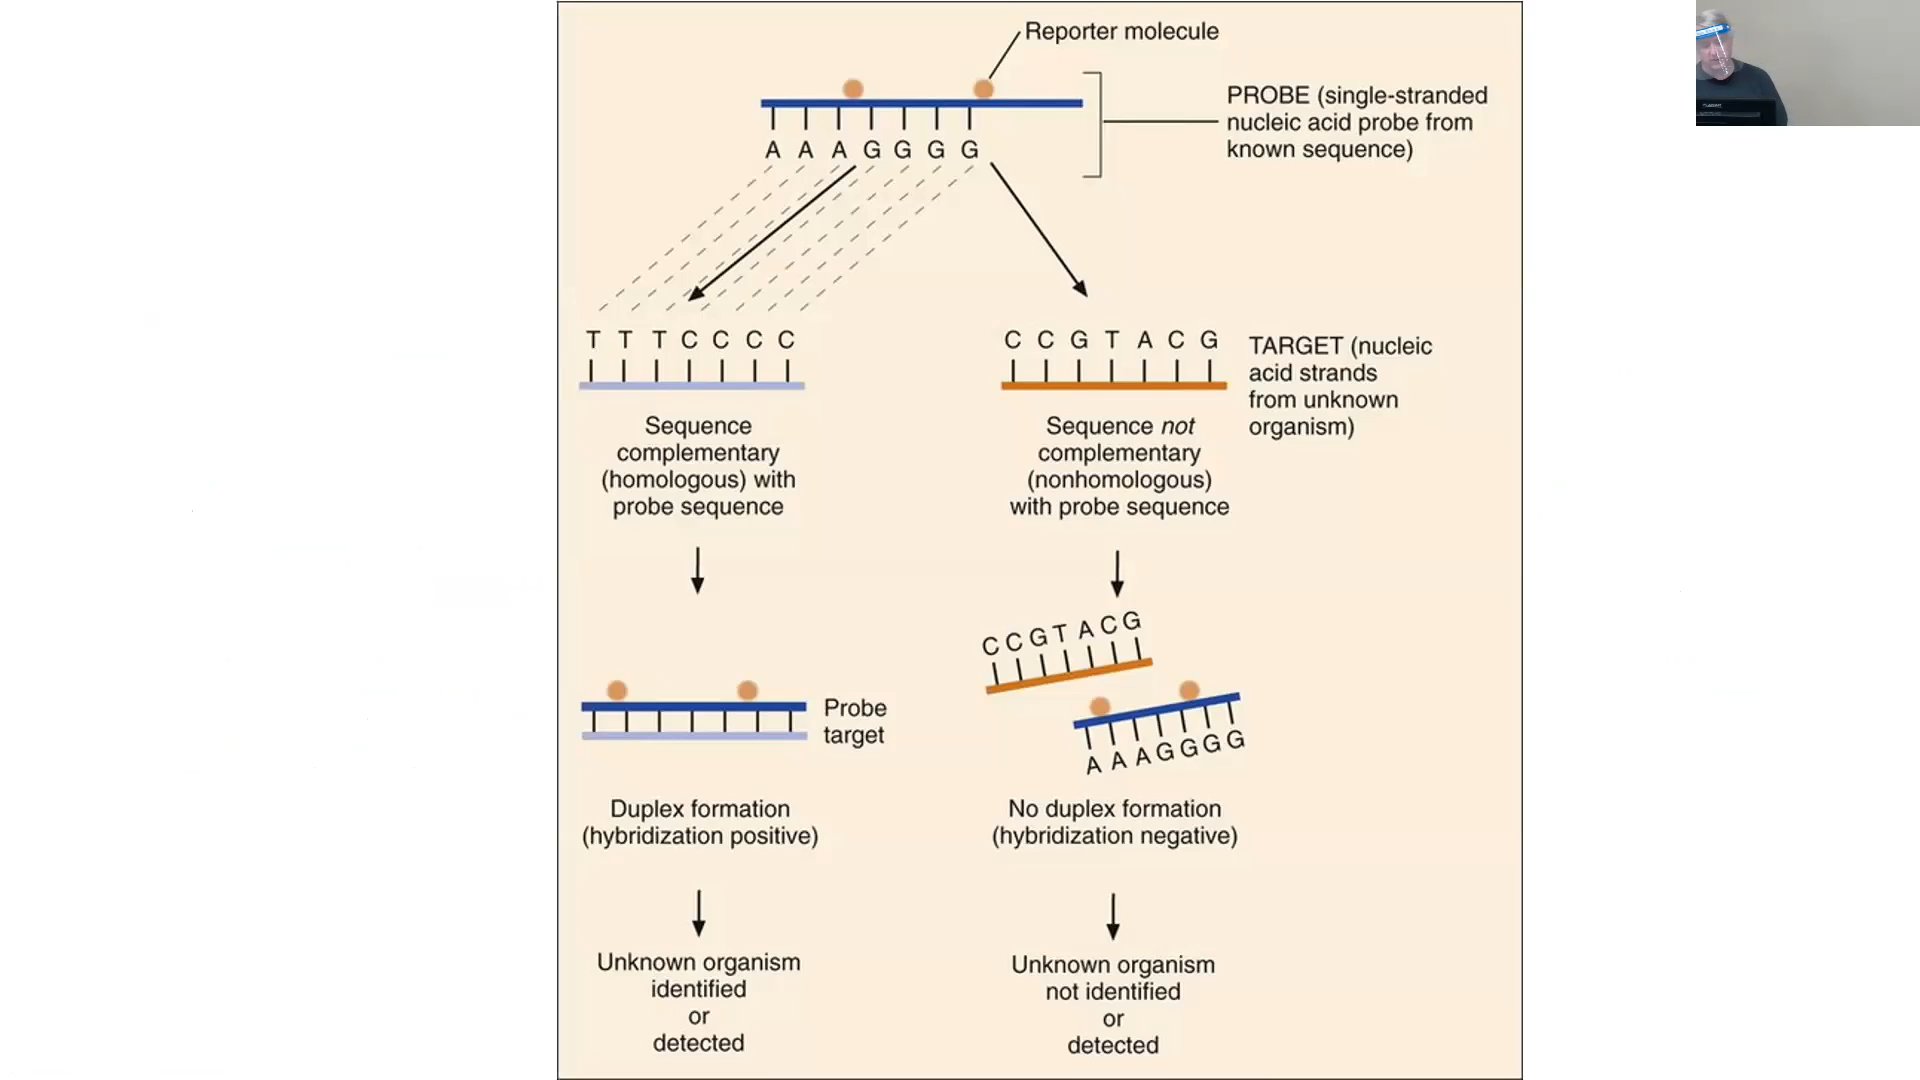 Reporter molecule
PROBE (single-stranded
nucleic acid probe from
known sequence)
A A A G G G G
T T T C C C C
C C G T A C G
TARGET (nucleic
acid strands
from unknown
organism)
Sequence
complementary
(homologous) with
probe sequence
Sequence not
complementary
(nonhomologous)
with probe sequence
C C G T A C G
A A A G G G G
Probe
target
Duplex formation
(hybridization positive)
No duplex formation
(hybridization negative)
Unknown organism
identified
or
detected
Unknown organism
not identified
or
detected